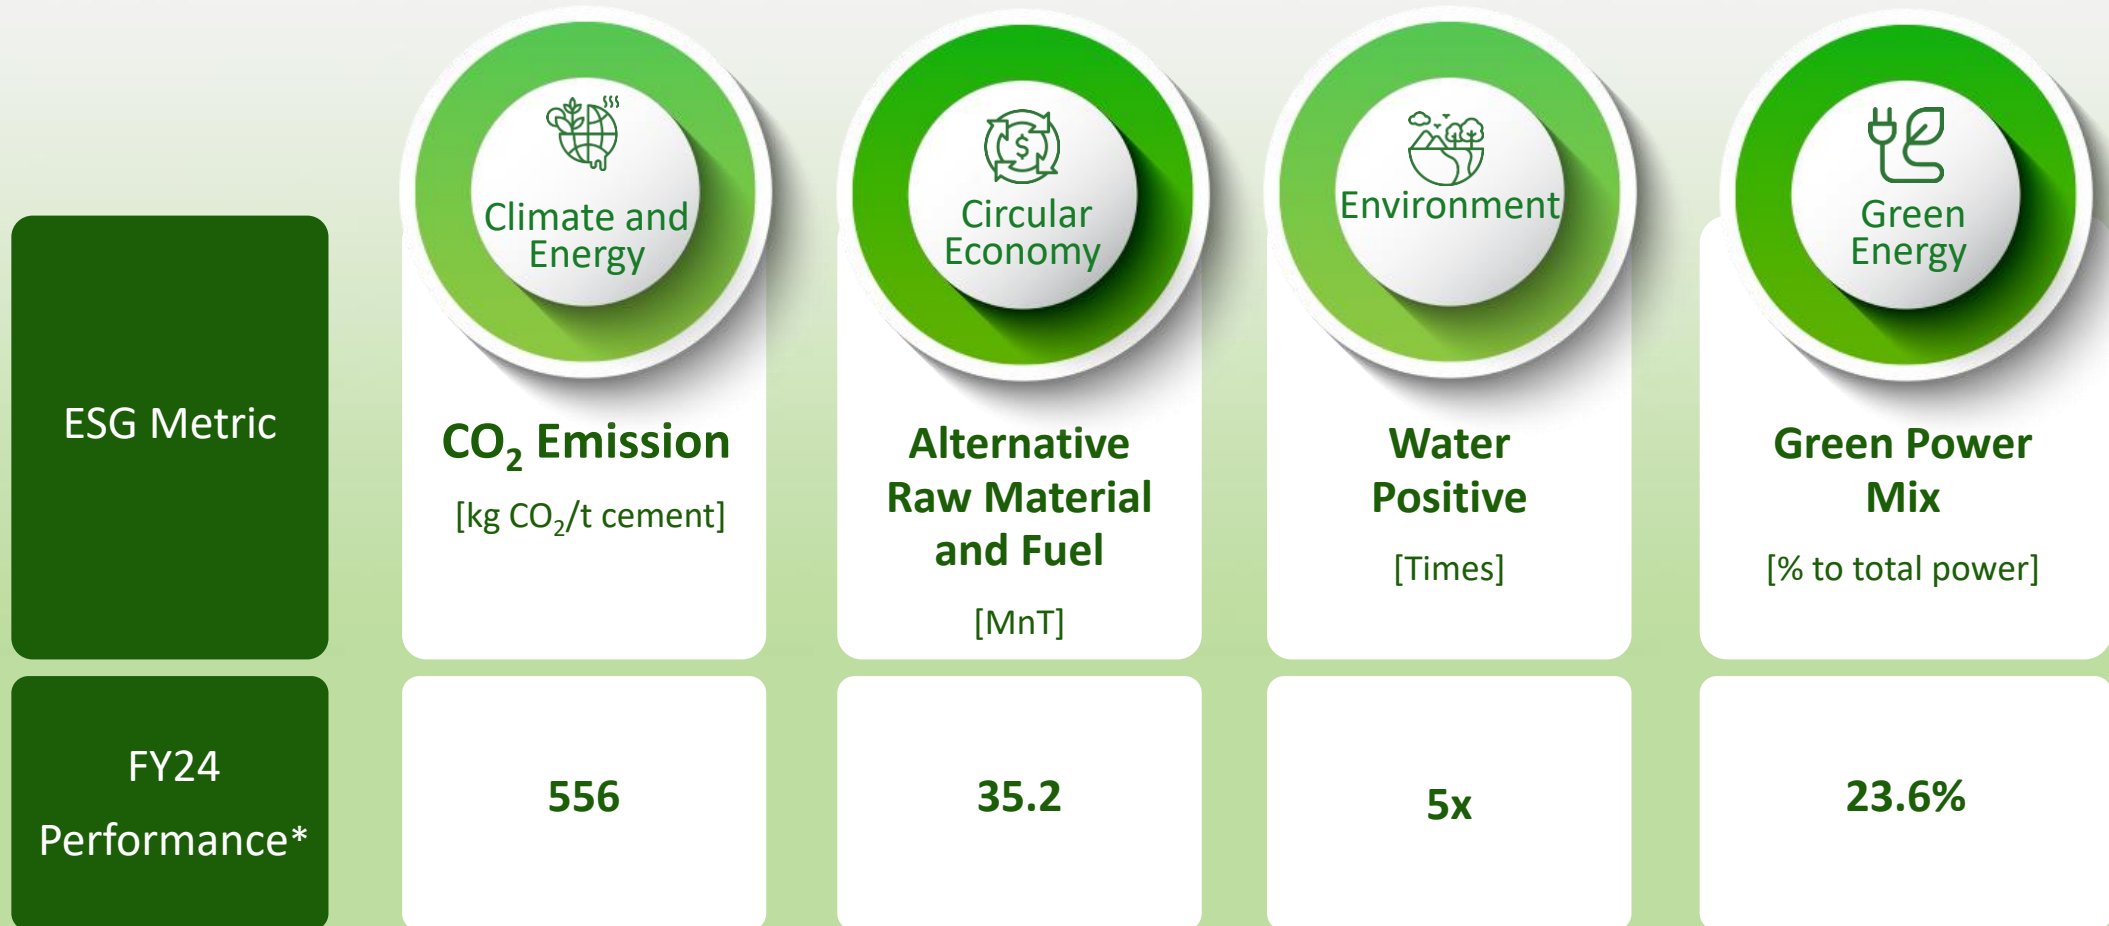 Climate and
Energy
Circular
Economy
Environment
Green
Energy
ESG Metric
CO₂ Emission
[kg CO₂/t cement]
Alternative
Raw Material
and Fuel
[MnT]
Water
Positive
[Times]
Green Power
Mix
[% to total power]
FY24
Performance*
556
35.2
5x
23.6%